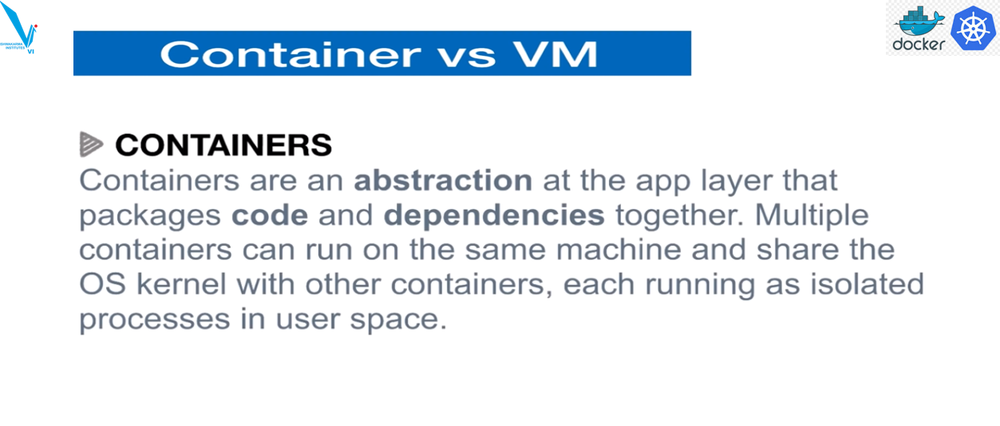 VISHWAKARMA
INSTITUTES
VI
docker
Container vs VM
CONTAINERS
Containers are an abstraction at the app layer that
packages code and dependencies together. Multiple
containers can run on the same machine and share the
OS kernel with other containers, each running as isolated
processes in user space.